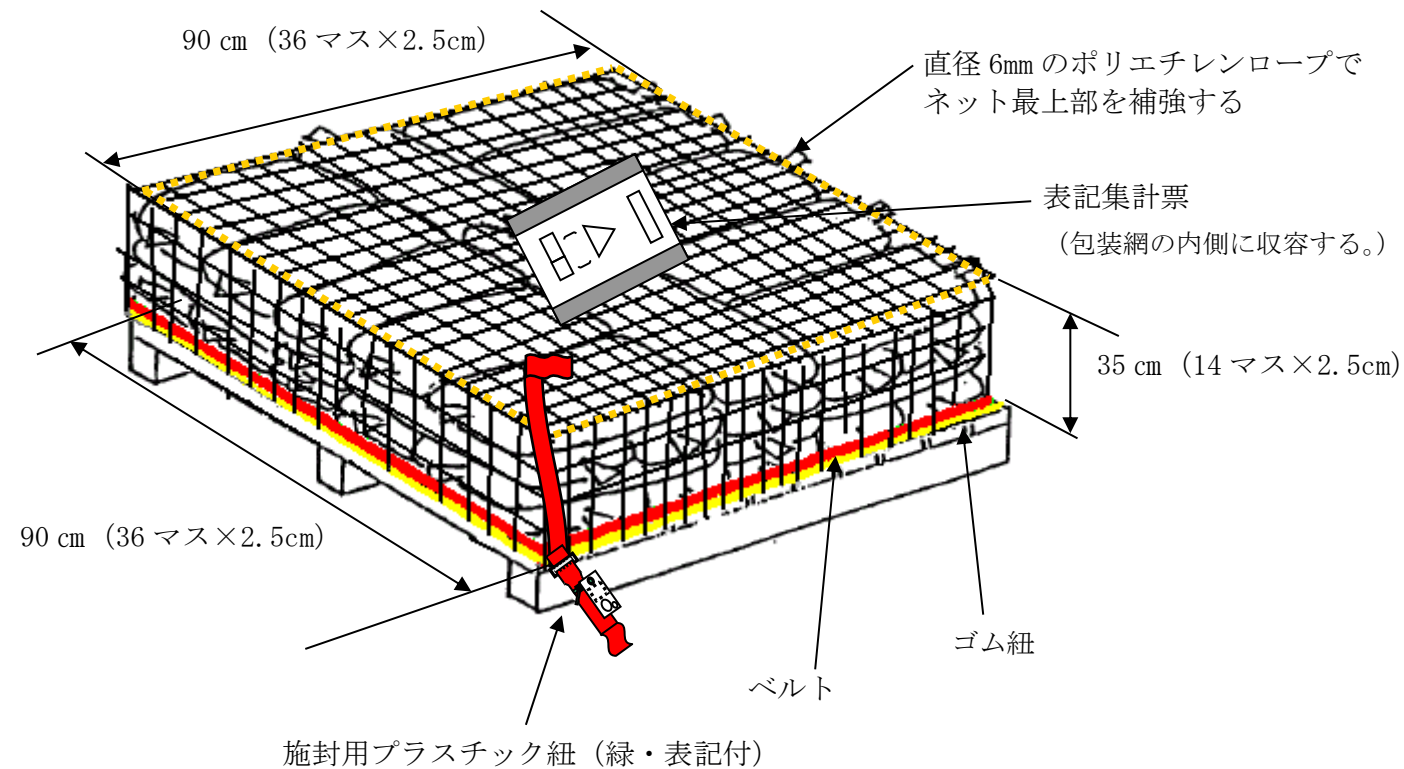 90 ㎝ (36 マス×2.5cm)
直径 6mm のポリエチレンロープで
ネット最上部を補強する
表記集計票
(包装網の内側に収容する。)
35 ㎝ (14 マス×2.5cm)
90 ㎝ (36 マス×2.5cm)
ゴム紐
ベルト
施封用プラスチック紐（緑・表記付）